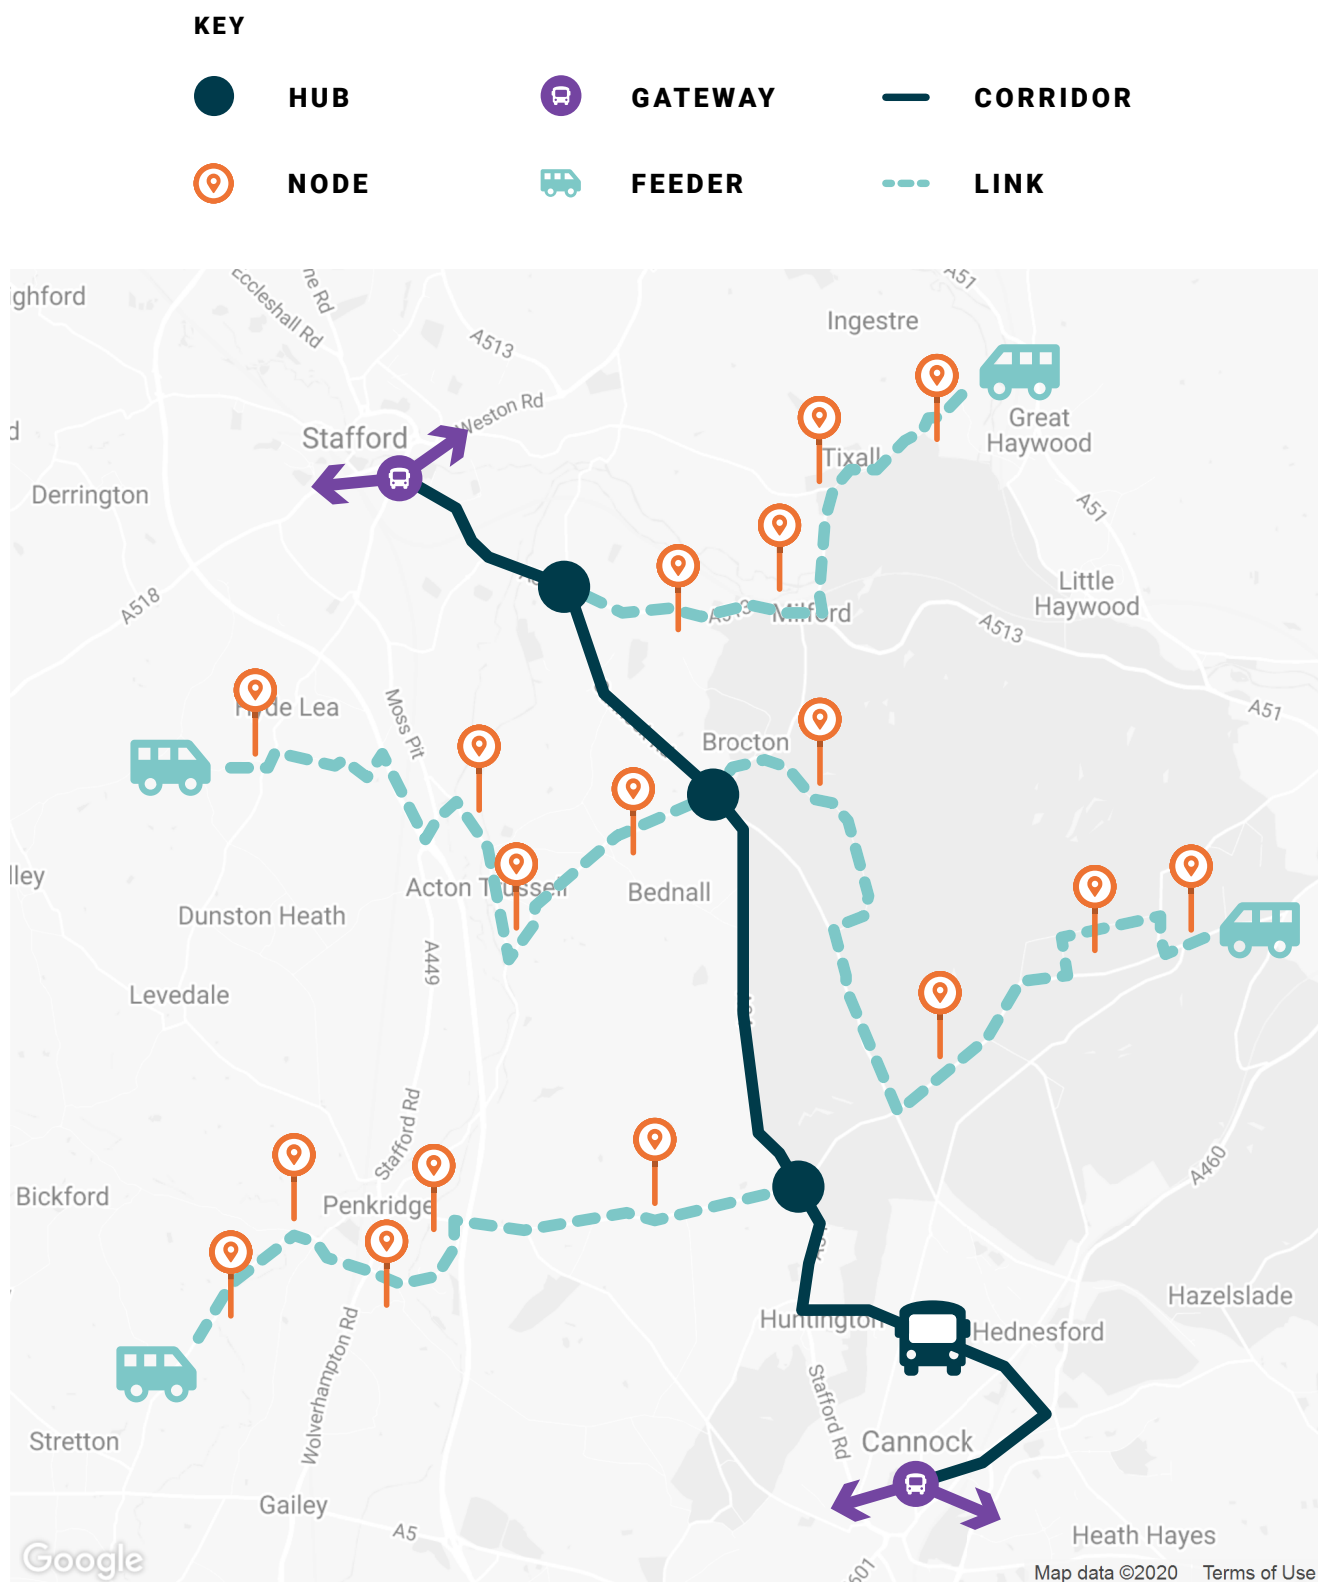 KEY
HUB
GATEWAY
CORRIDOR
NODE
FEEDER
LINK
A51
Eccleshall Rd
ne Rd
ghford
Ingestre
A513
Weston Rd
Great
Haywood
Stafford
Tixall
Derrington
A51
A518
Little
Haywood
Milford
A513
A513
A51
Moss Pit
Brocton
lley
Acton Trussell
Bednall
Dunston Heath
A449
Levedale
Stafford Rd
A460
Bickford
Penkridge
Hazelslade
Huntington
Hednesford
Wolverhampton Rd
Stafford Rd
Stretton
Cannock
Gailey
A5
Heath Hayes
Google
601
Map data ©2020 Terms of Use